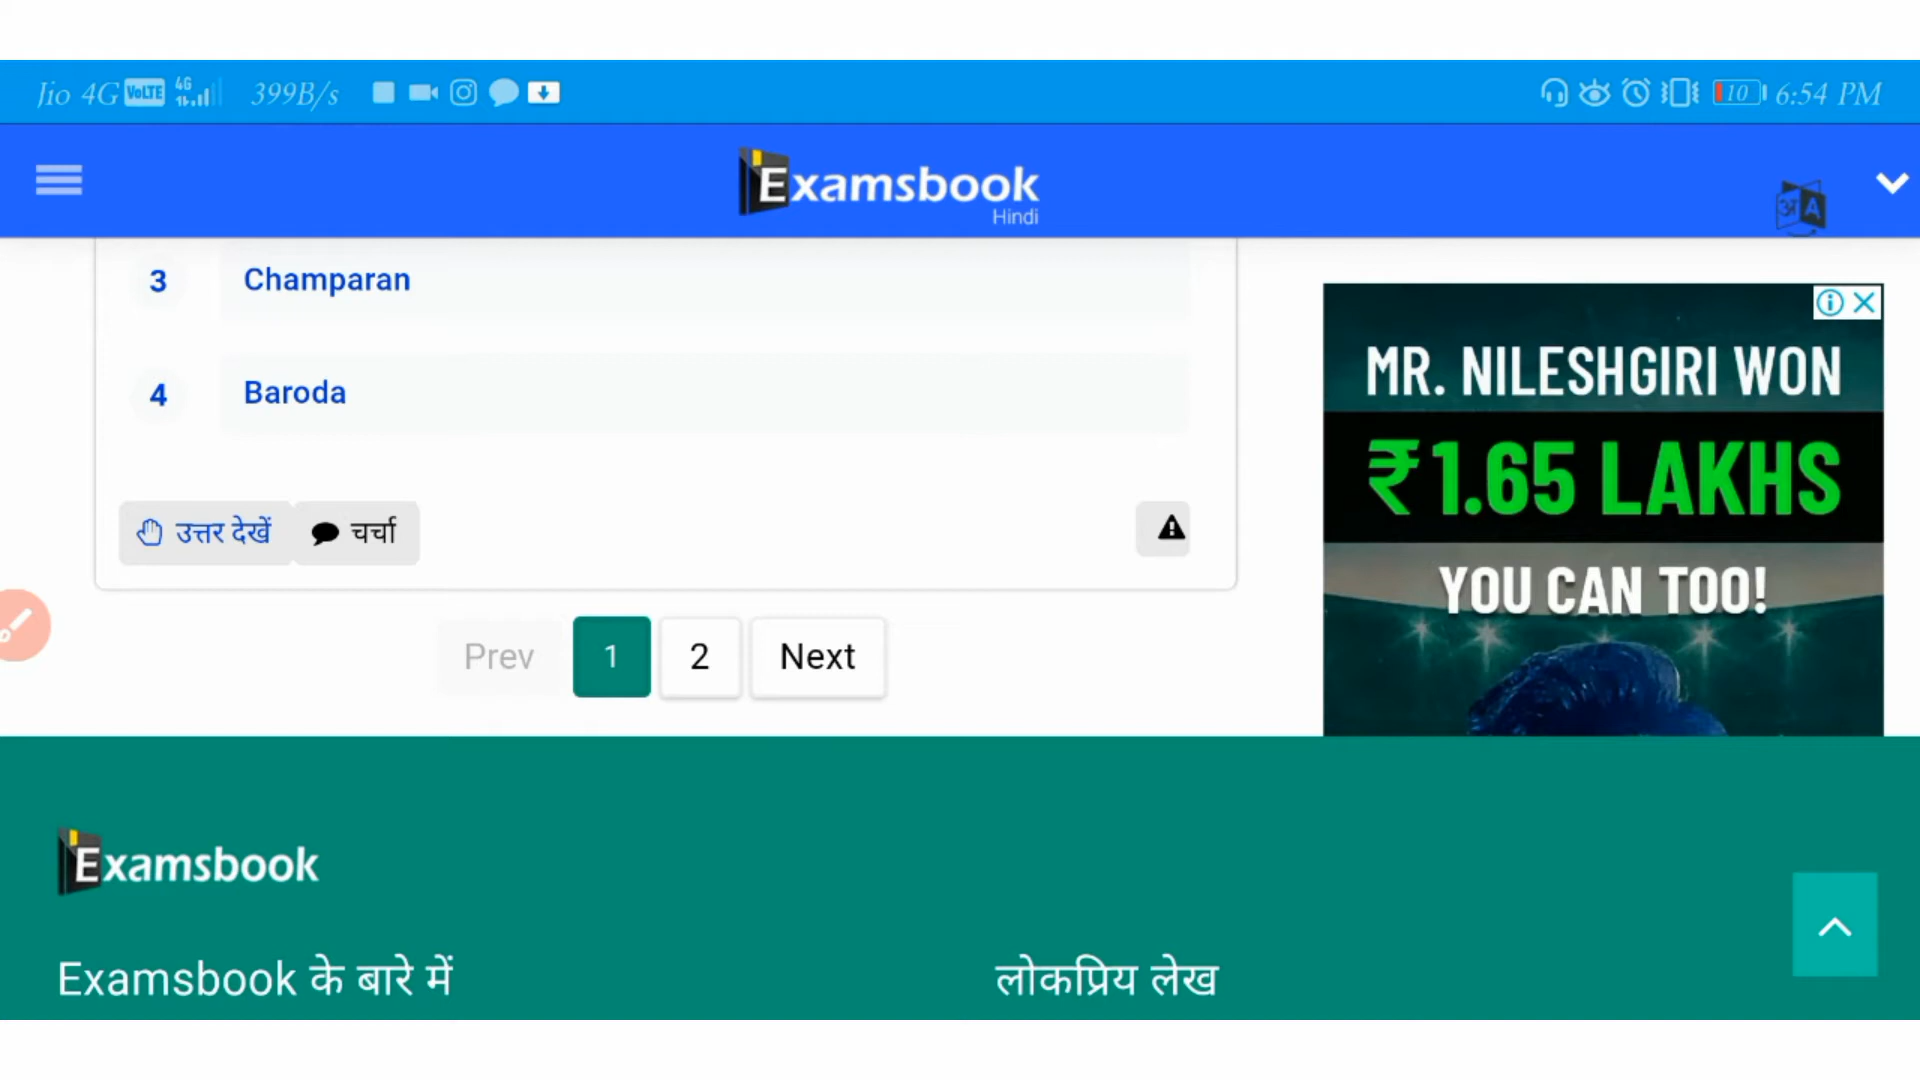 Jio 4G VoLTE 4G 399B/s 10 6:54 PM
Examsbook
Hindi
अ A
3 Champaran
4 Baroda
उत्तर देखें चर्चा
Prev 1 2 Next
MR. NILESHGIRI WON
₹1.65 LAKHS
YOU CAN TOO!
Examsbook
Examsbook के बारे में
लोकप्रिय लेख